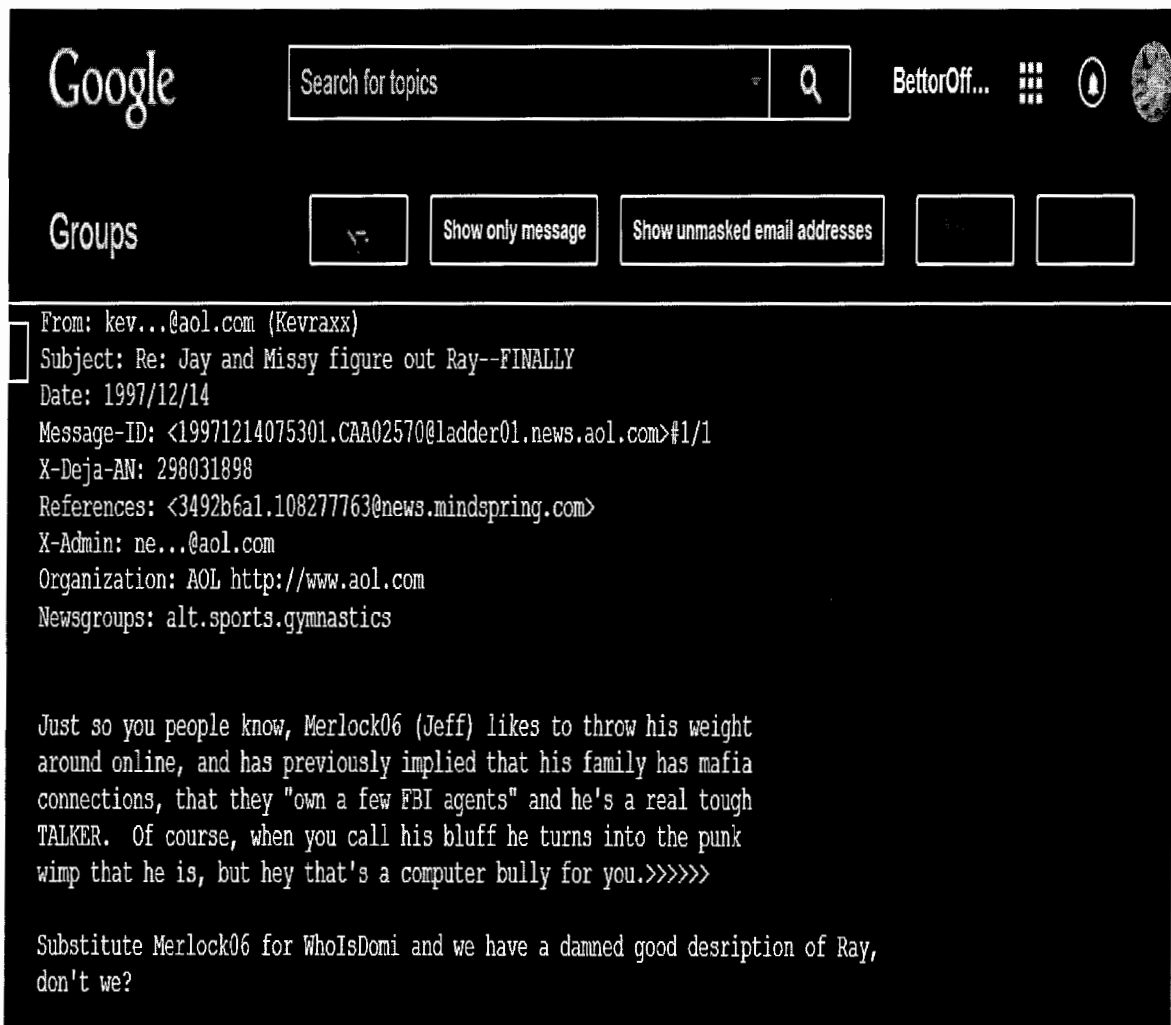 Google
Search for topics
BettorOff...
Groups
Show only message
Show unmasked email addresses
From: kev...@aol.com (Kevraxx)
Subject: Re: Jay and Missy figure out Ray--FINALLY
Date: 1997/12/14
Message-ID: <19971214075301.CAA02570@ladder01.news.aol.com>#1/1
X-Deja-AN: 298031898
References: <3492b6a1.108277763@news.mindspring.com>
X-Admin: ne...@aol.com
Organization: AOL http://www.aol.com
Newsgroups: alt.sports.gymnastics
Just so you people know, Merlock06 (Jeff) likes to throw his weight
around online, and has previously implied that his family has mafia
connections, that they "own a few FBI agents" and he's a real tough
TALKER.  Of course, when you call his bluff he turns into the punk
wimp that he is, but hey that's a computer bully for you.>>>>>>
Substitute Merlock06 for WhoIsDomi and we have a damned good desription of Ray,
don't we?